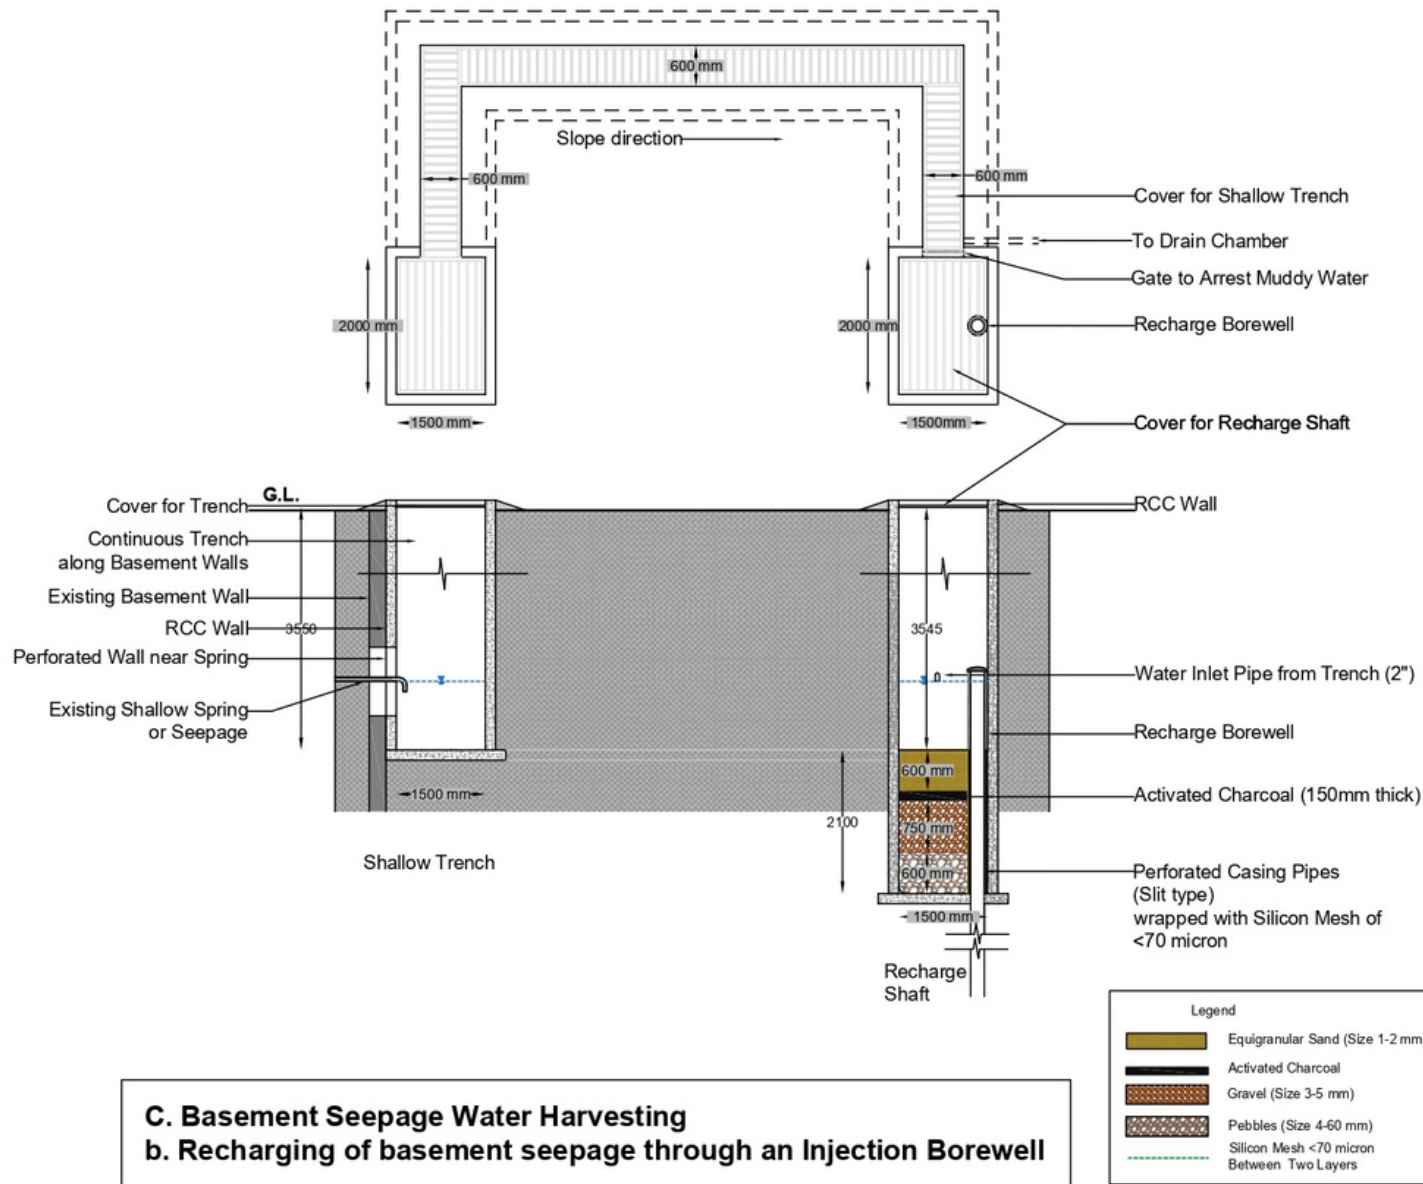 600 mm
Slope direction
600 mm
600 mm
Cover for Shallow Trench
To Drain Chamber
Gate to Arrest Muddy Water
2000 mm
2000 mm
Recharge Borewell
1500 mm
1500mm
Cover for Recharge Shaft
G.L.
Cover for Trench
RCC Wall
Continuous Trench
along Basement Walls
Existing Basement Wall
RCC Wall
3550
3545
Perforated Wall near Spring
Water Inlet Pipe from Trench (2")
Existing Shallow Spring
or Seepage
Recharge Borewell
600 mm
1500 mm
Activated Charcoal (150mm thick)
2100
750 mm
Shallow Trench
600 mm
Perforated Casing Pipes
(Slit type)
wrapped with Silicon Mesh of
<70 micron
1500 mm
Recharge
Shaft
Legend
Equigranular Sand (Size 1-2 mm
Activated Charcoal
Gravel (Size 3-5 mm)
Pebbles (Size 4-60 mm)
Silicon Mesh <70 micron
Between Two Layers
C. Basement Seepage Water Harvesting
b. Recharging of basement seepage through an Injection Borewell